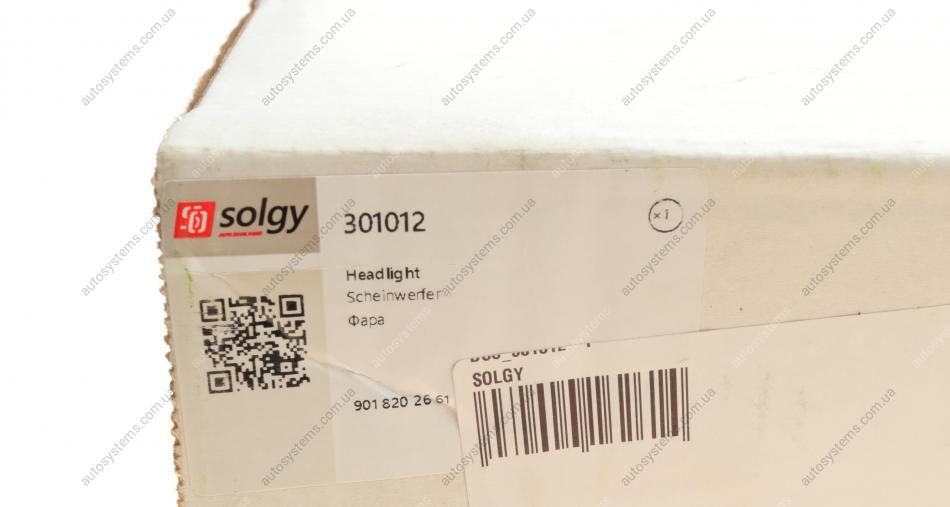 solgy
301012
×1
Headlight
Scheinwerfer
Фара
901 820 26 61
SOLGY
autosystems.com.ua